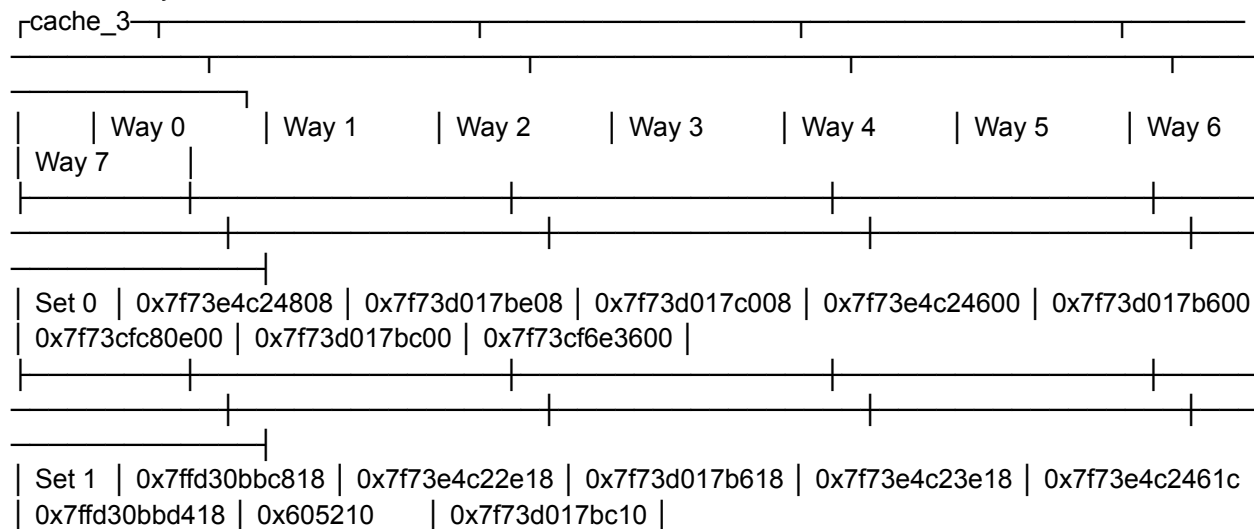 cache_3
| | Way 0 | Way 1 | Way 2 | Way 3 | Way 4 | Way 5 | Way 6
| Way 7 |
| Set 0 | 0x7f73e4c24808 | 0x7f73d017be08 | 0x7f73d017c008 | 0x7f73e4c24600 | 0x7f73d017b600
| 0x7f73cfc80e00 | 0x7f73d017bc00 | 0x7f73cf6e3600 |
| Set 1 | 0x7ffd30bbc818 | 0x7f73e4c22e18 | 0x7f73d017b618 | 0x7f73e4c23e18 | 0x7f73e4c2461c
| 0x7ffd30bbd418 | 0x605210 | 0x7f73d017bc10 |